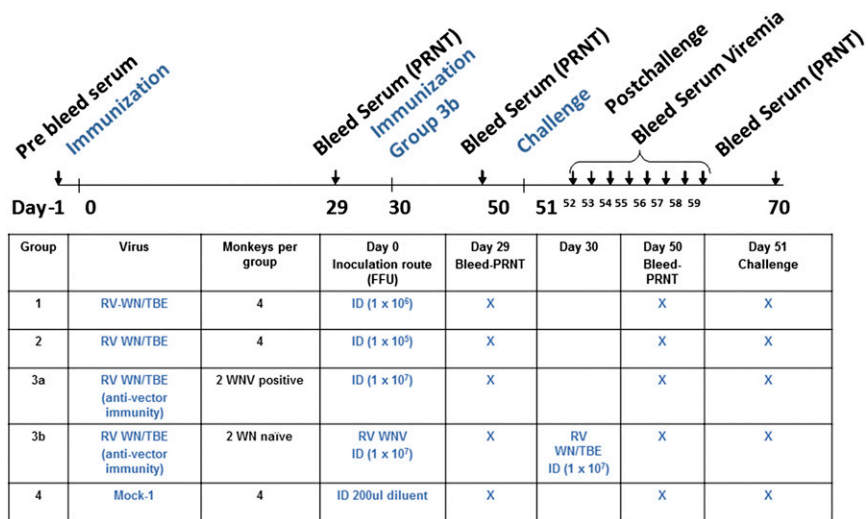 Pre bleed serum
Immunization
Bleed Serum (PRNT)
Immunization
Group 3b
Bleed Serum (PRNT)
Challenge
Postchallenge
Bleed Serum Viremia
Bleed Serum (PRNT)
Day-1 0 29 30 50 51 52 53 54 55 56 57 58 59 70
Group Virus Monkeys per Day 0 Day 29 Day 30 Day 50 Day 51
group Inoculation route Bleed-PRNT Bleed- Challenge
(FFU) PRNT
1 RV-WN/TBE 4 ID (1 x 10⁶) X X X
2 RV WN/TBE 4 ID (1 x 10⁵) X X X
3a RV WN/TBE 2 WNV positive ID (1 x 10⁷) X X X
(anti-vector
immunity)
3b RV WN/TBE 2 WN naïve RV WNV X RV X X
(anti-vector ID (1 x 10⁷) WN/TBE
immunity) ID (1 x 10⁷)
4 Mock-1 4 ID 200ul diluent X X X